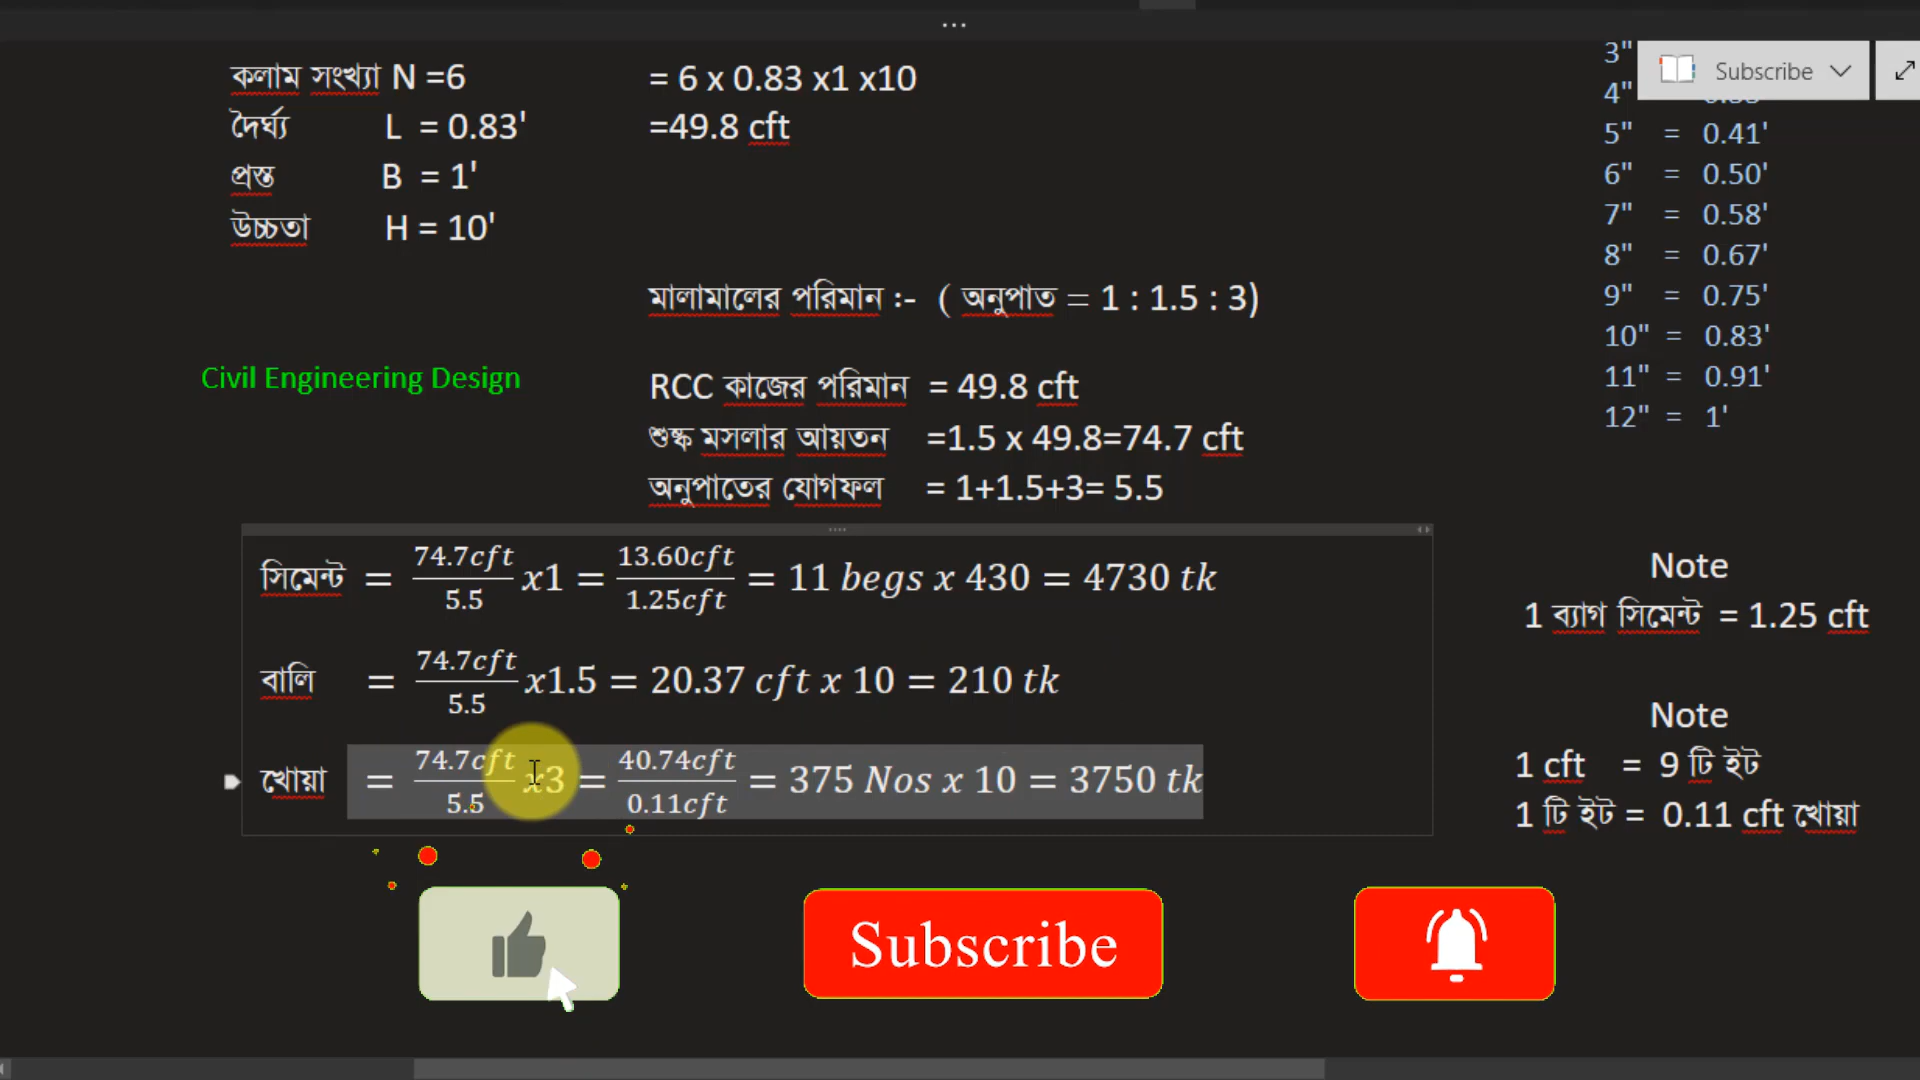 ...
কলাম সংখ্যা N =6
= 6 x 0.83 x1 x10
দৈর্ঘ্য L = 0.83'
=49.8 cft
প্রস্ত B = 1'
উচ্চতা H = 10'
3"
4"
5" = 0.41'
6" = 0.50'
7" = 0.58'
8" = 0.67'
9" = 0.75'
10" = 0.83'
11" = 0.91'
12" = 1'
Subscribe
মালামালের পরিমান :- ( অনুপাত = 1 : 1.5 : 3)
Civil Engineering Design
RCC কাজের পরিমান = 49.8 cft
শুষ্ক মসলার আয়তন =1.5 x 49.8=74.7 cft
অনুপাতের যোগফল = 1+1.5+3= 5.5
সিমেন্ট = 74.7cft/5.5 x1 = 13.60cft/1.25cft = 11 begs x 430 = 4730 tk
বালি = 74.7cft/5.5 x1.5 = 20.37 cft x 10 = 210 tk
খোয়া = 74.7cft/5.5 x3 = 40.74cft/0.11cft = 375 Nos x 10 = 3750 tk
Note
1 ব্যাগ সিমেন্ট = 1.25 cft
Note
1 cft = 9 টি ইট
1 টি ইট = 0.11 cft খোয়া
Subscribe